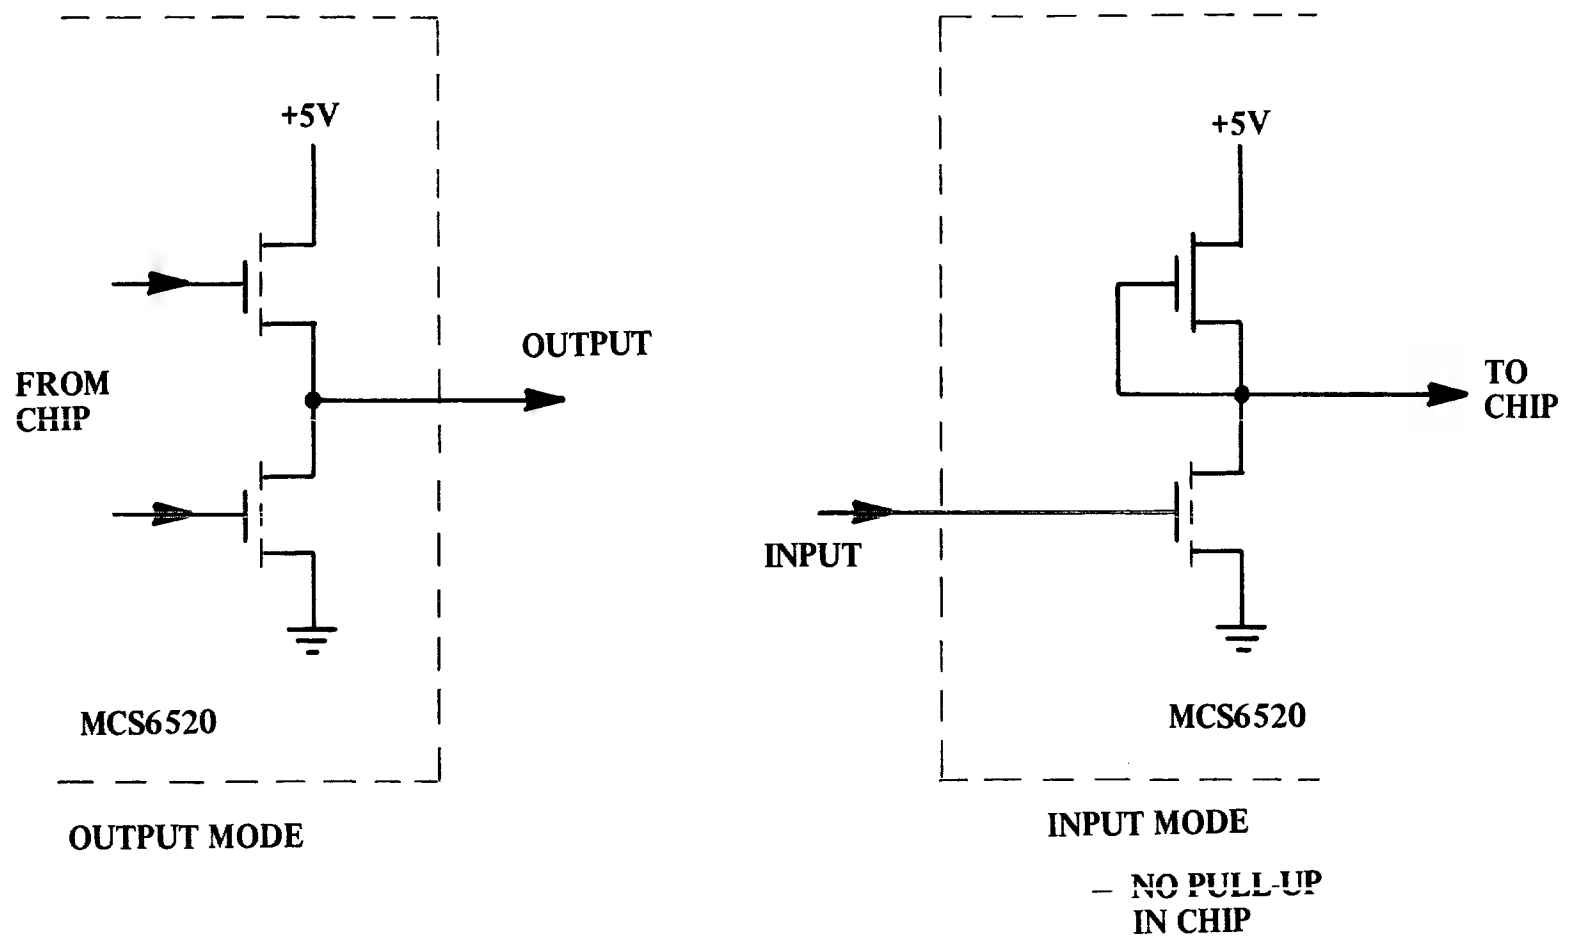 +5V
FROM
CHIP
OUTPUT
MCS6520
OUTPUT MODE
+5V
TO
CHIP
INPUT
MCS6520
INPUT MODE
– NO PULL-UP
IN CHIP